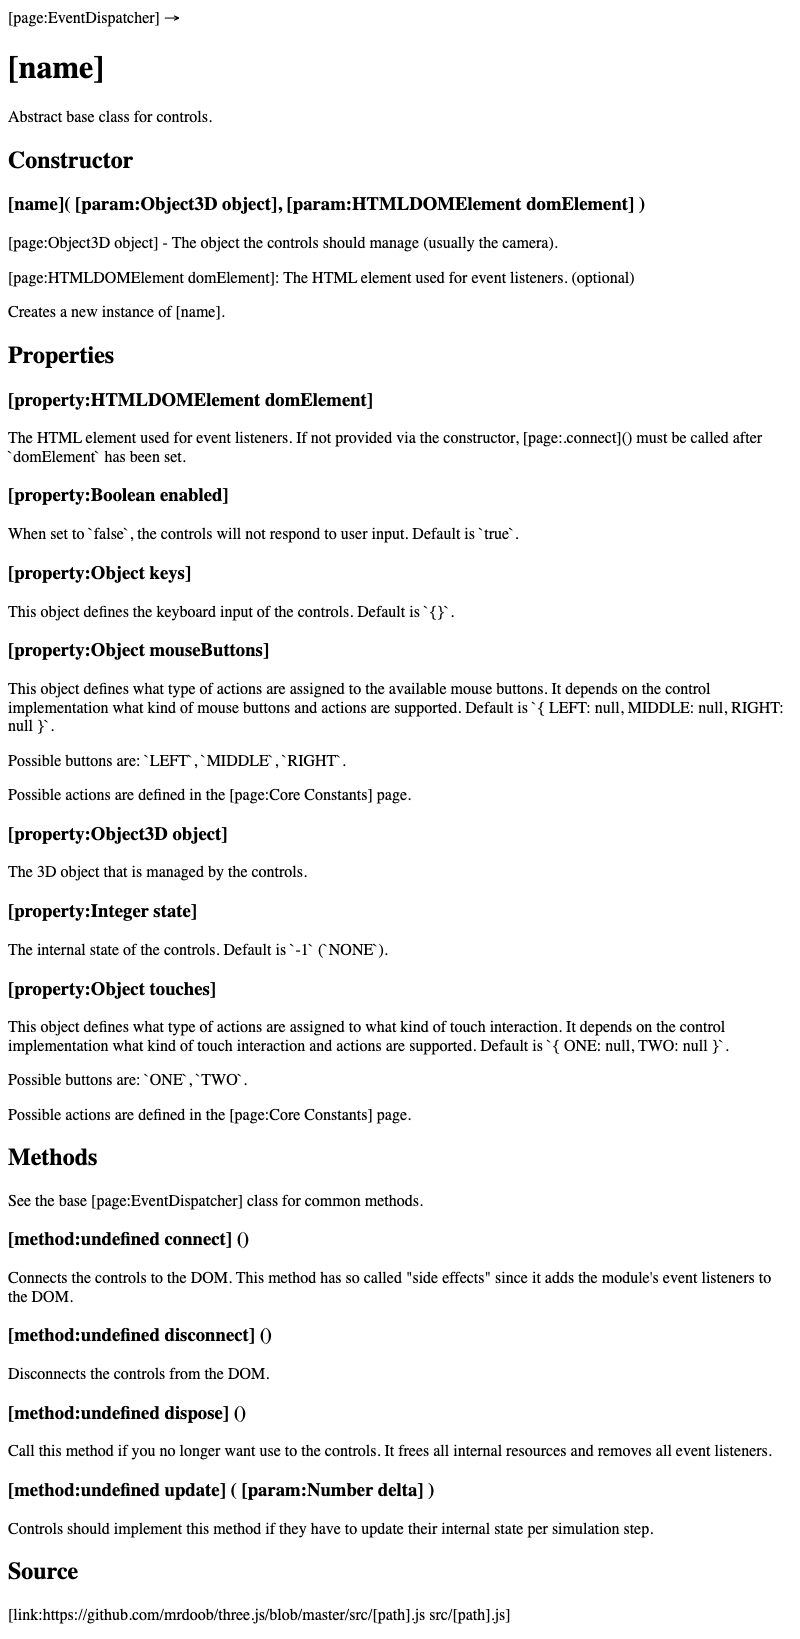 [page:EventDispatcher] →
[name]
Abstract base class for controls.
Constructor
[name]( [param:Object3D object], [param:HTMLDOMElement domElement] )
[page:Object3D object] - The object the controls should manage (usually the camera).
[page:HTMLDOMElement domElement]: The HTML element used for event listeners. (optional)
Creates a new instance of [name].
Properties
[property:HTMLDOMElement domElement]
The HTML element used for event listeners. If not provided via the constructor, [page:.connect]() must be called after
`domElement` has been set.
[property:Boolean enabled]
When set to `false`, the controls will not respond to user input. Default is `true`.
[property:Object keys]
This object defines the keyboard input of the controls. Default is `{}`.
[property:Object mouseButtons]
This object defines what type of actions are assigned to the available mouse buttons. It depends on the control
implementation what kind of mouse buttons and actions are supported. Default is `{ LEFT: null, MIDDLE: null, RIGHT:
null }`.
Possible buttons are: `LEFT`, `MIDDLE`, `RIGHT`.
Possible actions are defined in the [page:Core Constants] page.
[property:Object3D object]
The 3D object that is managed by the controls.
[property:Integer state]
The internal state of the controls. Default is `-1` (`NONE`).
[property:Object touches]
This object defines what type of actions are assigned to what kind of touch interaction. It depends on the control
implementation what kind of touch interaction and actions are supported. Default is `{ ONE: null, TWO: null }`.
Possible buttons are: `ONE`, `TWO`.
Possible actions are defined in the [page:Core Constants] page.
Methods
See the base [page:EventDispatcher] class for common methods.
[method:undefined connect] ()
Connects the controls to the DOM. This method has so called "side effects" since it adds the module's event listeners to
the DOM.
[method:undefined disconnect] ()
Disconnects the controls from the DOM.
[method:undefined dispose] ()
Call this method if you no longer want use to the controls. It frees all internal resources and removes all event listeners.
[method:undefined update] ( [param:Number delta] )
Controls should implement this method if they have to update their internal state per simulation step.
Source
[link:https://github.com/mrdoob/three.js/blob/master/src/[path].js src/[path].js]